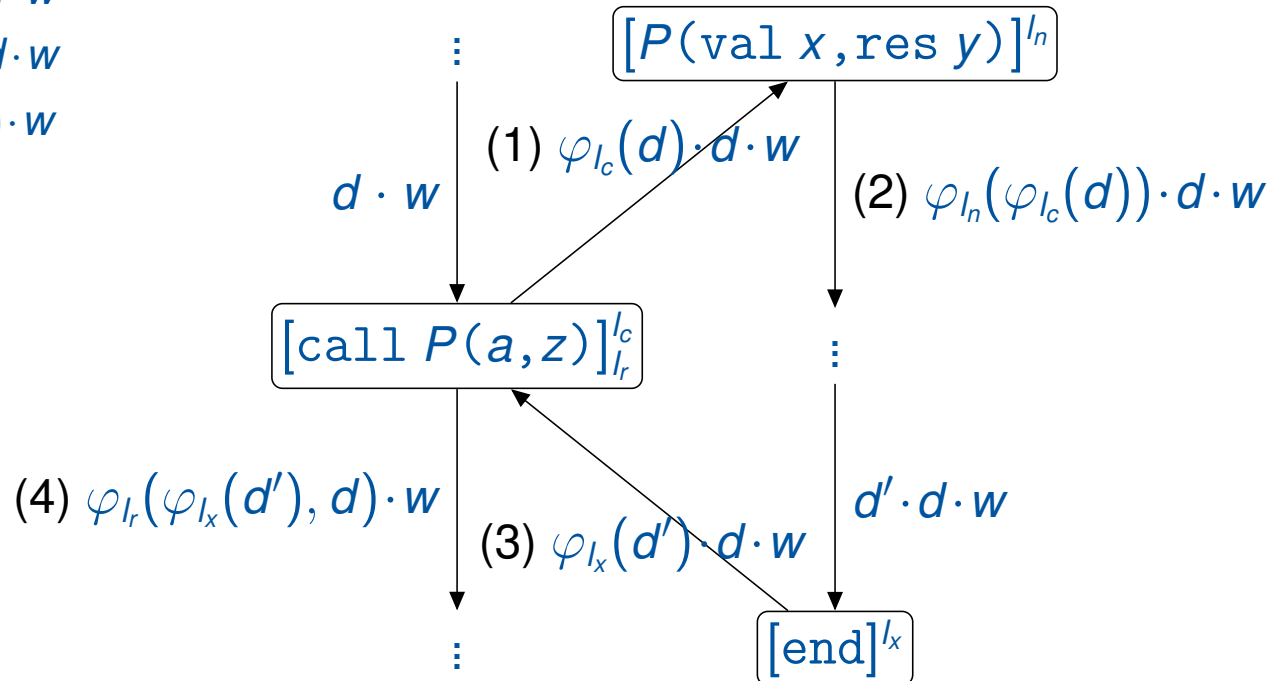 · w
d · w
) · w
⋮
[P(val x,res y)]^{l_n}
(1) φ_{l_c}(d)·d·w
d · w
(2) φ_{l_n}(φ_{l_c}(d))·d·w
[call P(a,z)]^{l_c}_{l_r}
⋮
(4) φ_{l_r}(φ_{l_x}(d′), d)·w
d′·d·w
(3) φ_{l_x}(d′)·d·w
⋮
[end]^{l_x}